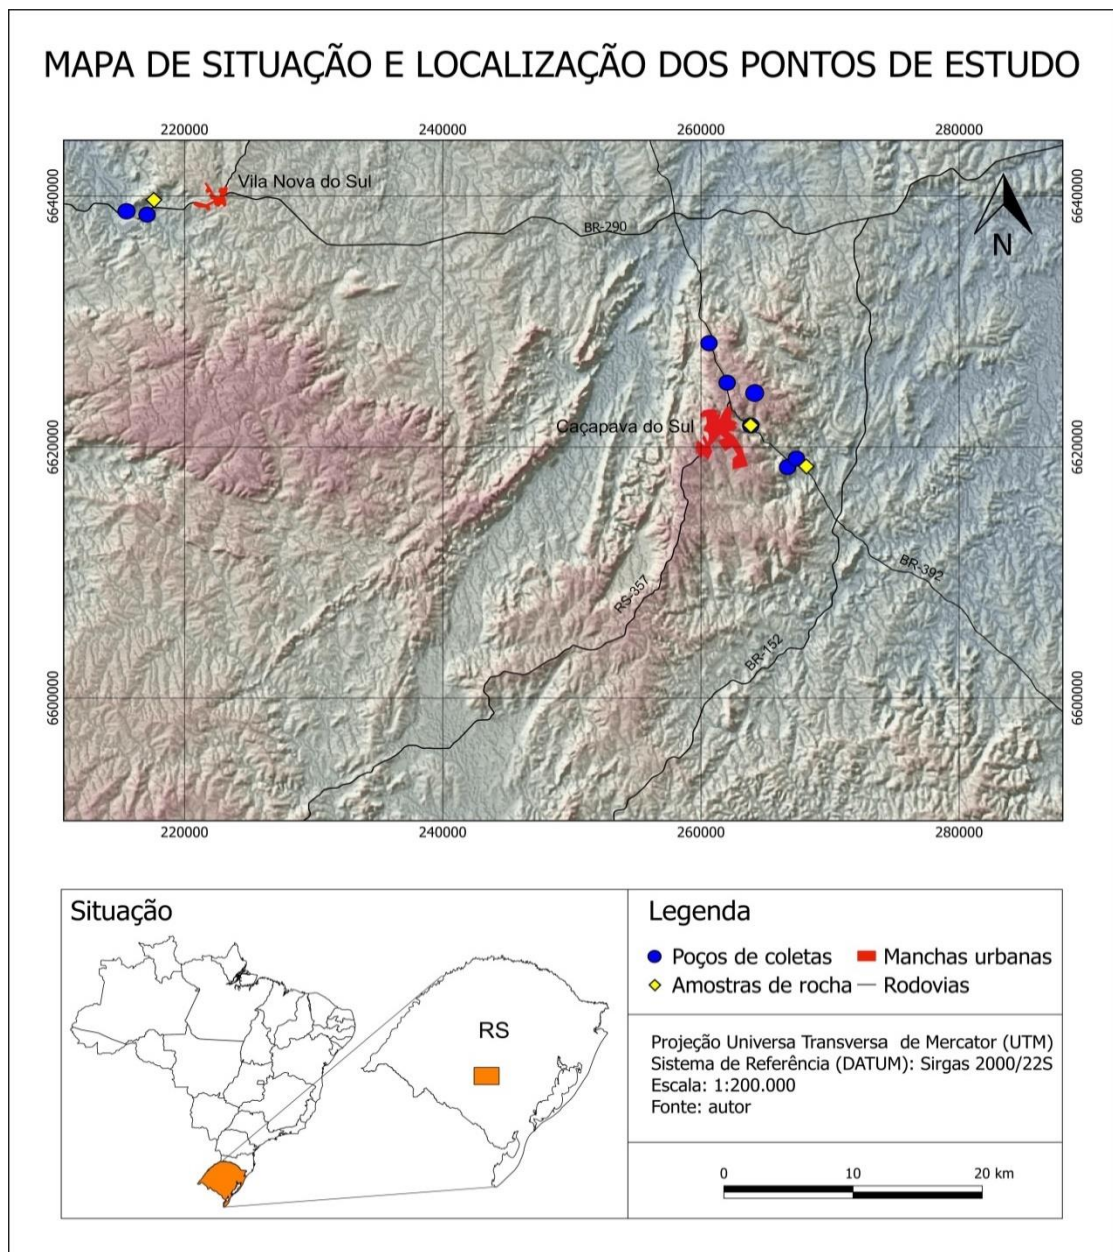 MAPA DE SITUAÇÃO E LOCALIZAÇÃO DOS PONTOS DE ESTUDO
220000 240000 260000 280000
6640000 6640000
Vila Nova do Sul
BR-290
N
Caçapava do Sul
6620000 6620000
BR-392
RS-357
BR-152
6600000 6600000
220000 240000 260000 280000
Situação
RS
Legenda
Poços de coletas Manchas urbanas
Amostras de rocha Rodovias
Projeção Universa Transversa de Mercator (UTM)
Sistema de Referência (DATUM): Sirgas 2000/22S
Escala: 1:200.000
Fonte: autor
0 10 20 km